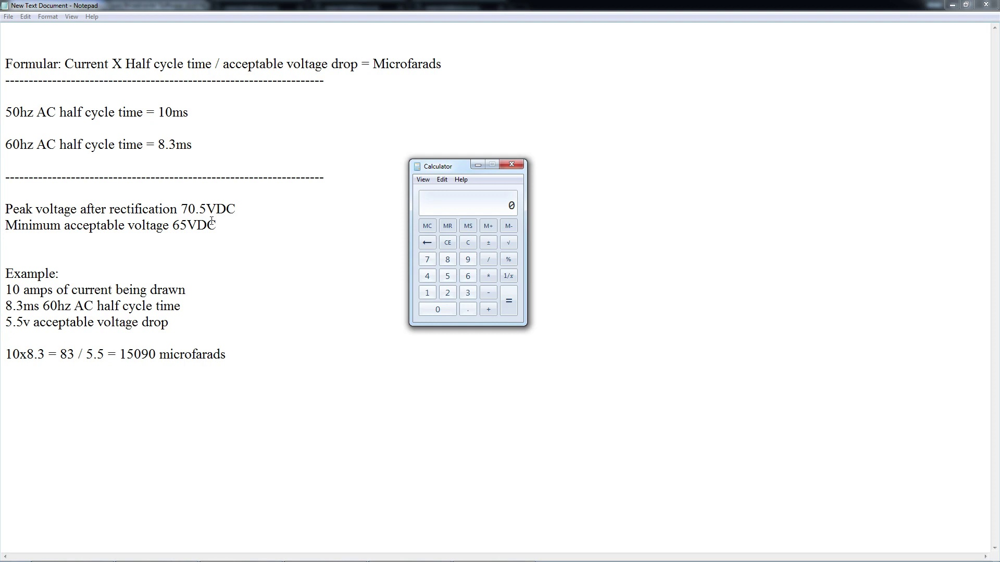 New Text Document - Notepad
File Edit Format View Help
Formular: Current X Half cycle time / acceptable voltage drop = Microfarads
--------------------------------------------------------------------
50hz AC half cycle time = 10ms
60hz AC half cycle time = 8.3ms
--------------------------------------------------------------------
Peak voltage after rectification 70.5VDC
Minimum acceptable voltage 65VDC
Example:
10 amps of current being drawn
8.3ms 60hz AC half cycle time
5.5v acceptable voltage drop
10x8.3 = 83 / 5.5 = 15090 microfarads
Calculator
View Edit Help
0
MC MR MS M+ M-
← CE C ± √
7 8 9 / %
4 5 6 * 1/x
1 2 3 - =
0 . +